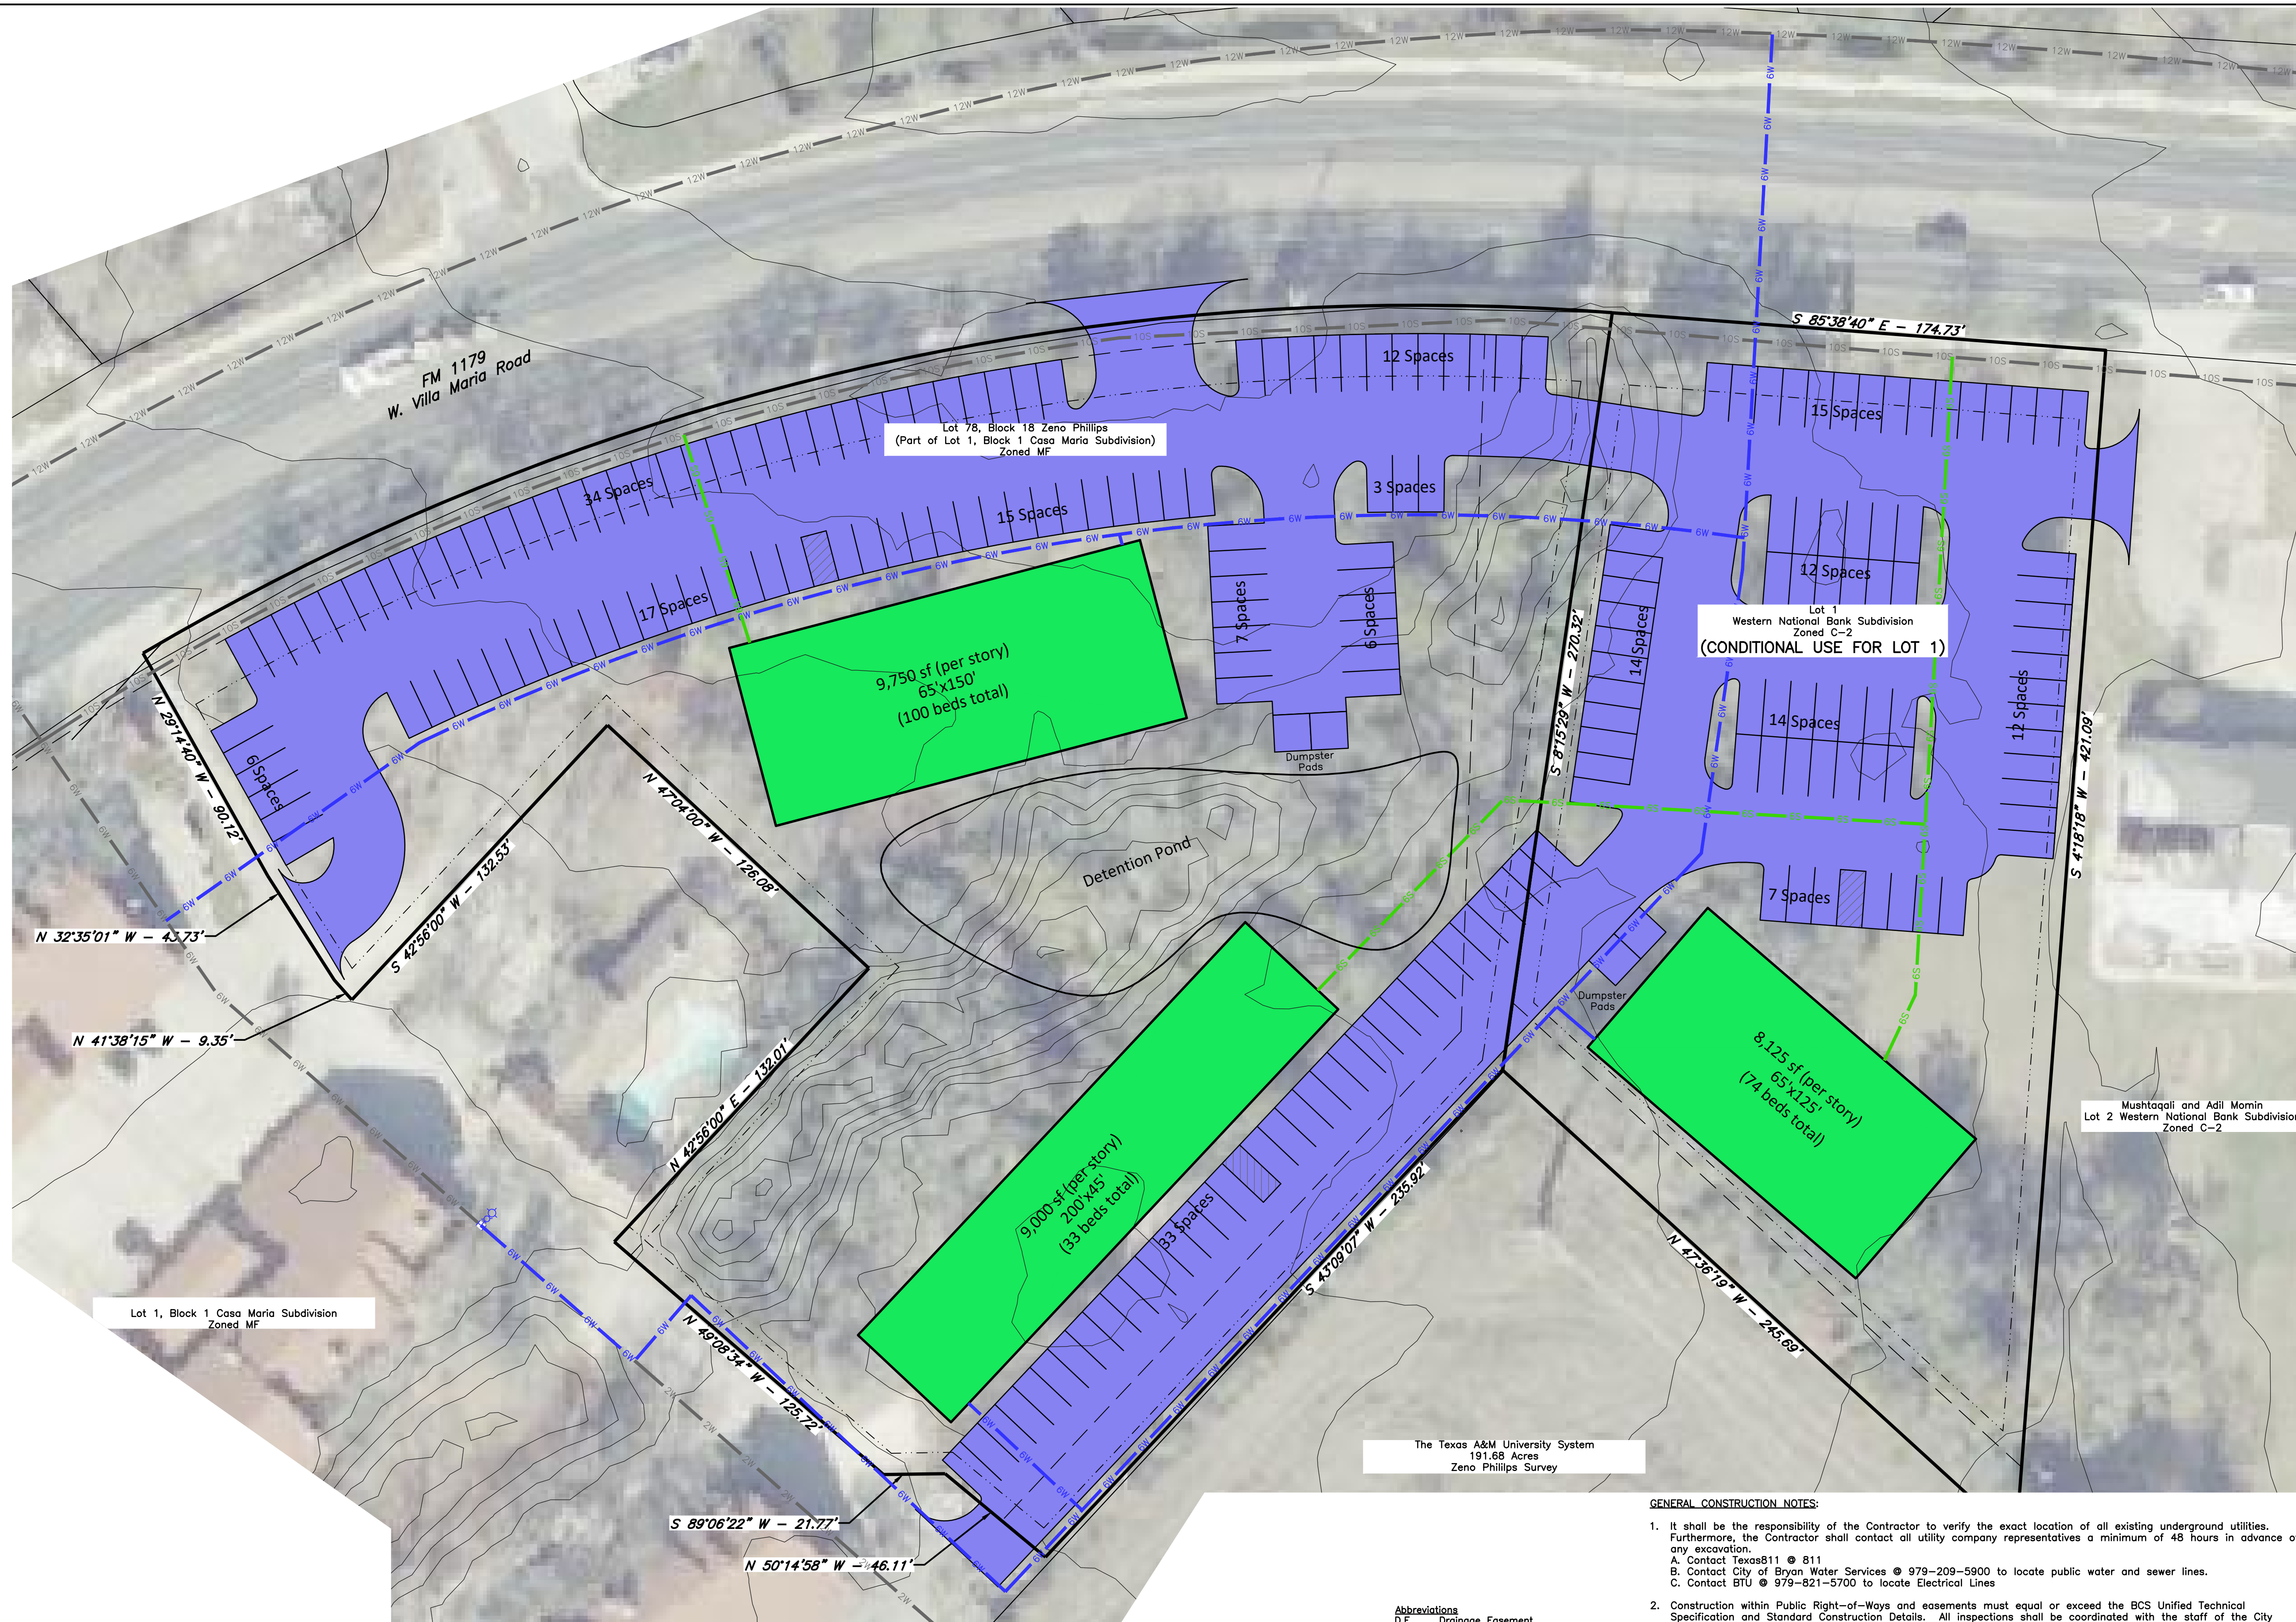 FM 1179
W. Villa Maria Road
S 85°38'40" E - 174.73'
12 Spaces
15 Spaces
Lot 78, Block 18 Zeno Phillips
(Part of Lot 1, Block 1 Casa Maria Subdivision)
Zoned MF
34 Spaces
3 Spaces
15 Spaces
12 Spaces
7 Spaces
6 Spaces
17 Spaces
14 Spaces
Lot 1
Western National Bank Subdivision
Zoned C-2
(CONDITIONAL USE FOR LOT 1)
S 8°15'29" W - 270.32'
9,750 sf (per story)
65'x150'
(100 beds total)
12 Spaces
14 Spaces
S 4°18'18" W - 421.09'
N 29°14'40" W - 90.12'
6 Spaces
Dumpster
Pads
N 47°04'00" W - 126.08'
S 42°56'00" W - 132.53'
Detention Pond
7 Spaces
N 32°35'01" W - 43.73'
N 41°38'15" W - 9.35'
Dumpster
Pads
8,125 sf (per story)
65'x125'
(74 beds total)
Mushtaqali and Adil Momin
Lot 2 Western National Bank Subdivision
Zoned C-2
N 42°56'00" E - 132.01'
9,000 sf (per story)
200'x45'
(33 beds total)
33 Spaces
S 43°09'07" W - 235.92'
N 47°36'19" W - 245.69'
Lot 1, Block 1 Casa Maria Subdivision
Zoned MF
N 49°08'34" W - 125.72'
The Texas A&M University System
191.68 Acres
Zeno Phililps Survey
S 89°06'22" W - 21.77'
N 50°14'58" W - 46.11'
GENERAL CONSTRUCTION NOTES:
1. It shall be the responsibility of the Contractor to verify the exact location of all existing underground utilities.
Furthermore, the Contractor shall contact all utility company representatives a minimum of 48 hours in advance of
any excavation.
A. Contact Texas811 @ 811
B. Contact City of Bryan Water Services @ 979-209-5900 to locate public water and sewer lines.
C. Contact BTU @ 979-821-5700 to locate Electrical Lines
2. Construction within Public Right-of-Ways and easements must equal or exceed the BCS Unified Technical
Specification and Standard Construction Details. All inspections shall be coordinated with the staff of the City
Abbreviations
D.E. Drainage Easement